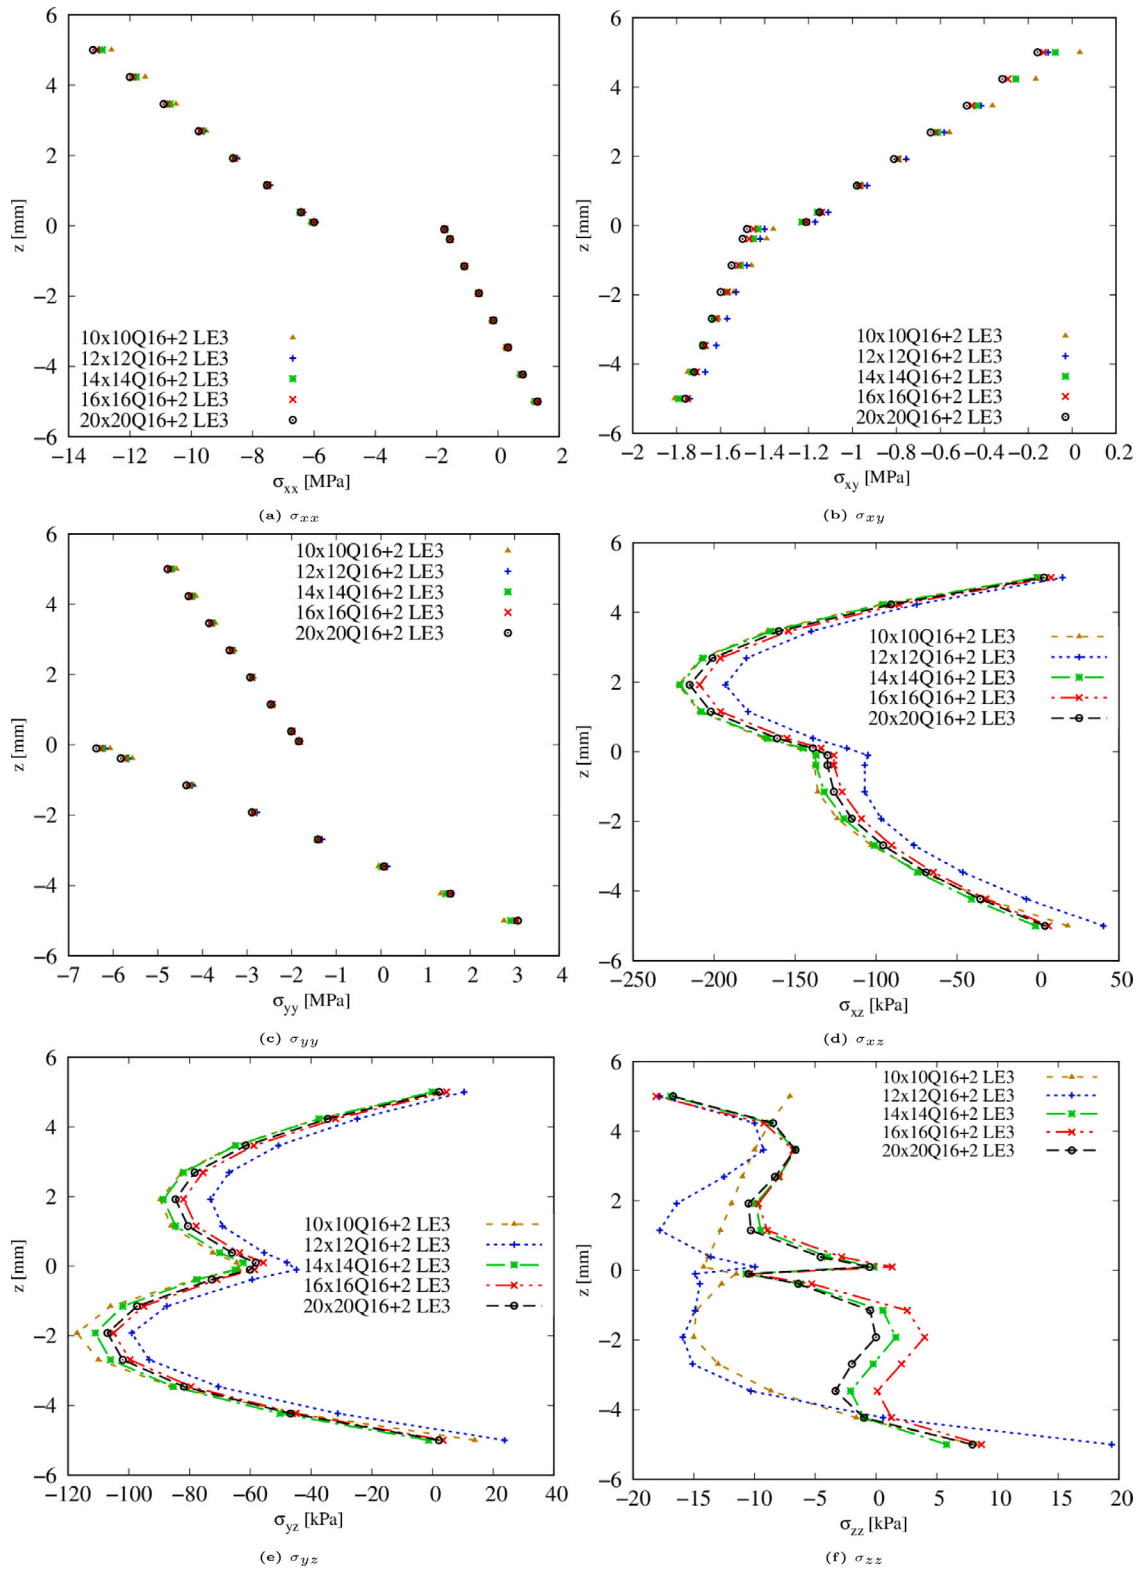 6
4
2
0
−2
−4
−6
z [mm]
10x10Q16+2 LE3
12x12Q16+2 LE3
14x14Q16+2 LE3
16x16Q16+2 LE3
20x20Q16+2 LE3
−14 −12 −10 −8 −6 −4 −2 0 2
σxx [MPa]
(a) σxx
6
4
2
0
−2
−4
−6
z [mm]
10x10Q16+2 LE3
12x12Q16+2 LE3
14x14Q16+2 LE3
16x16Q16+2 LE3
20x20Q16+2 LE3
−2 −1.8 −1.6 −1.4 −1.2 −1 −0.8 −0.6 −0.4 −0.2 0 0.2
σxy [MPa]
(b) σxy
6
4
2
0
−2
−4
−6
z [mm]
10x10Q16+2 LE3
12x12Q16+2 LE3
14x14Q16+2 LE3
16x16Q16+2 LE3
20x20Q16+2 LE3
−7 −6 −5 −4 −3 −2 −1 0 1 2 3 4
σyy [MPa]
(c) σyy
6
4
2
0
−2
−4
−6
z [mm]
10x10Q16+2 LE3
12x12Q16+2 LE3
14x14Q16+2 LE3
16x16Q16+2 LE3
20x20Q16+2 LE3
−250 −200 −150 −100 −50 0 50
σxz [kPa]
(d) σxz
6
4
2
0
−2
−4
−6
z [mm]
10x10Q16+2 LE3
12x12Q16+2 LE3
14x14Q16+2 LE3
16x16Q16+2 LE3
20x20Q16+2 LE3
−120 −100 −80 −60 −40 −20 0 20 40
σyz [kPa]
(e) σyz
6
4
2
0
−2
−4
−6
z [mm]
10x10Q16+2 LE3
12x12Q16+2 LE3
14x14Q16+2 LE3
16x16Q16+2 LE3
20x20Q16+2 LE3
−20 −15 −10 −5 0 5 10 15 20
σzz [kPa]
(f) σzz